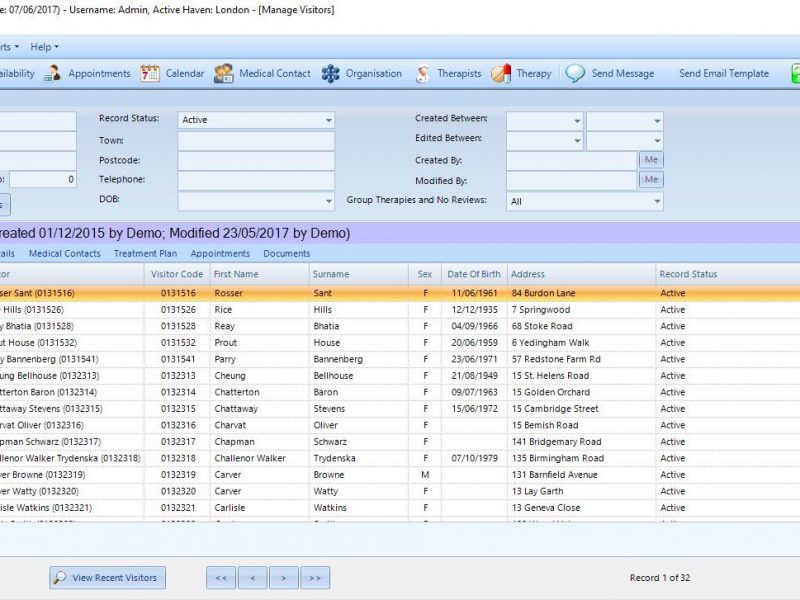 e: 07/06/2017) - Username: Admin, Active Haven: London - [Manage Visitors]
rts Help
ailability Appointments Calendar Medical Contact Organisation Therapists Therapy Send Message Send Email Template
Record Status: Active Created Between:
Town: Edited Between:
Postcode: Created By: Me
Telephone: 0 Modified By: Me
DOB: Group Therapies and No Reviews: All
reated 01/12/2015 by Demo; Modified 23/05/2017 by Demo)
ails Medical Contacts Treatment Plan Appointments Documents
or Visitor Code First Name Surname Sex Date Of Birth Address Record Status
ser Sant (0131516) 0131516 Rosser Sant F 11/06/1961 84 Burdon Lane Active
Hills (0131526) 0131526 Rice Hills F 12/12/1935 7 Springwood Active
y Bhatia (0131528) 0131528 Reay Bhatia F 04/09/1966 68 Stoke Road Active
ut House (0131532) 0131532 Prout House F 20/06/1959 6 Yedingham Walk Active
y Bannenberg (0131541) 0131541 Parry Bannenberg F 23/06/1971 57 Redstone Farm Rd Active
ung Bellhouse (0132313) 0132313 Cheung Bellhouse F 21/08/1949 15 St. Helens Road Active
tterton Baron (0132314) 0132314 Chatterton Baron F 09/07/1963 15 Golden Orchard Active
ttaway Stevens (0132315) 0132315 Chattaway Stevens F 15/06/1972 15 Cambridge Street Active
rvat Oliver (0132316) 0132316 Charvat Oliver F 15 Bemish Road Active
pman Schwarz (0132317) 0132317 Chapman Schwarz F 141 Bridgemary Road Active
llenor Walker Trydenska (0132318) 0132318 Challenor Walker Trydenska F 07/10/1979 135 Birmingham Road Active
ver Browne (0132319) 0132319 Carver Browne M 131 Barnfield Avenue Active
ver Watty (0132320) 0132320 Carver Watty F 13 Lay Garth Active
lisle Watkins (0132321) 0132321 Carlisle Watkins F 13 Geneva Close Active
View Recent Visitors << < > >> Record 1 of 32